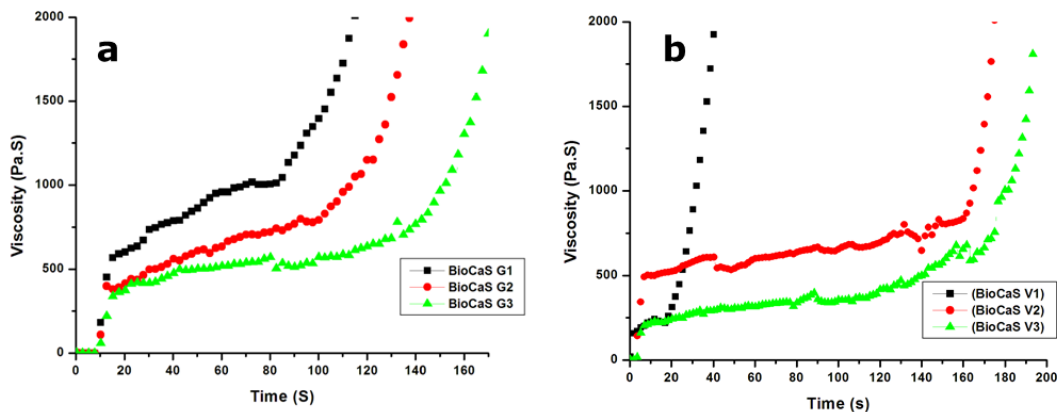 a
Viscosity (Pa.S)
2000
1500
1000
500
0
0 20 40 60 80 100 120 140 160
Time (S)
BioCaS G1
BioCaS G2
BioCaS G3
b
Viscosity (Pa.S)
2000
1500
1000
500
0
0 20 40 60 80 100 120 140 160 180 200
Time (s)
(BioCaS V1)
(BioCaS V2)
(BioCaS V3)